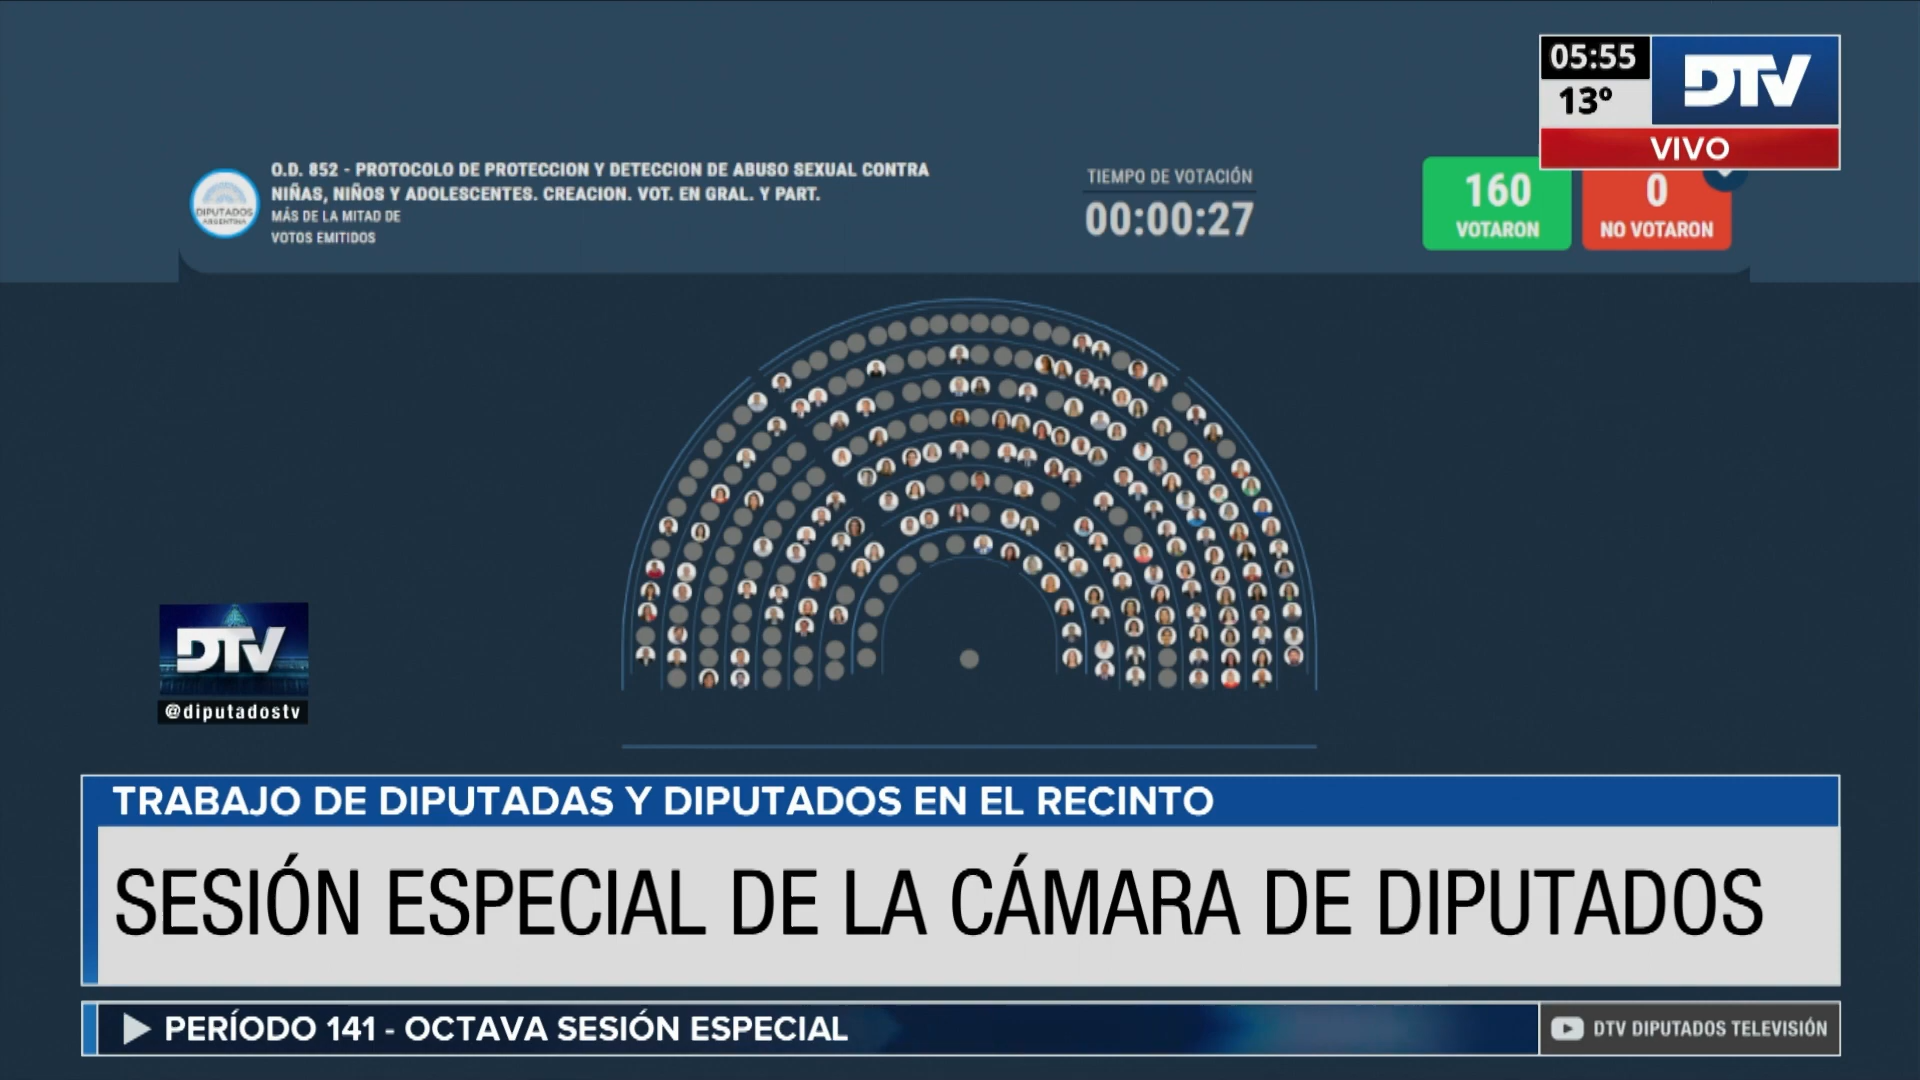 05:55
13º
DTV
VIVO
DIPUTADOS
ARGENTINA
O.D. 852 - PROTOCOLO DE PROTECCION Y DETECCION DE ABUSO SEXUAL CONTRA
NIÑAS, NIÑOS Y ADOLESCENTES. CREACION. VOT. EN GRAL. Y PART.
MÁS DE LA MITAD DE
VOTOS EMITIDOS
TIEMPO DE VOTACIÓN
00:00:27
160
VOTARON
0
NO VOTARON
DTV
@diputadostv
TRABAJO DE DIPUTADAS Y DIPUTADOS EN EL RECINTO
SESIÓN ESPECIAL DE LA CÁMARA DE DIPUTADOS
PERÍODO 141 - OCTAVA SESIÓN ESPECIAL
DTV DIPUTADOS TELEVISIÓN